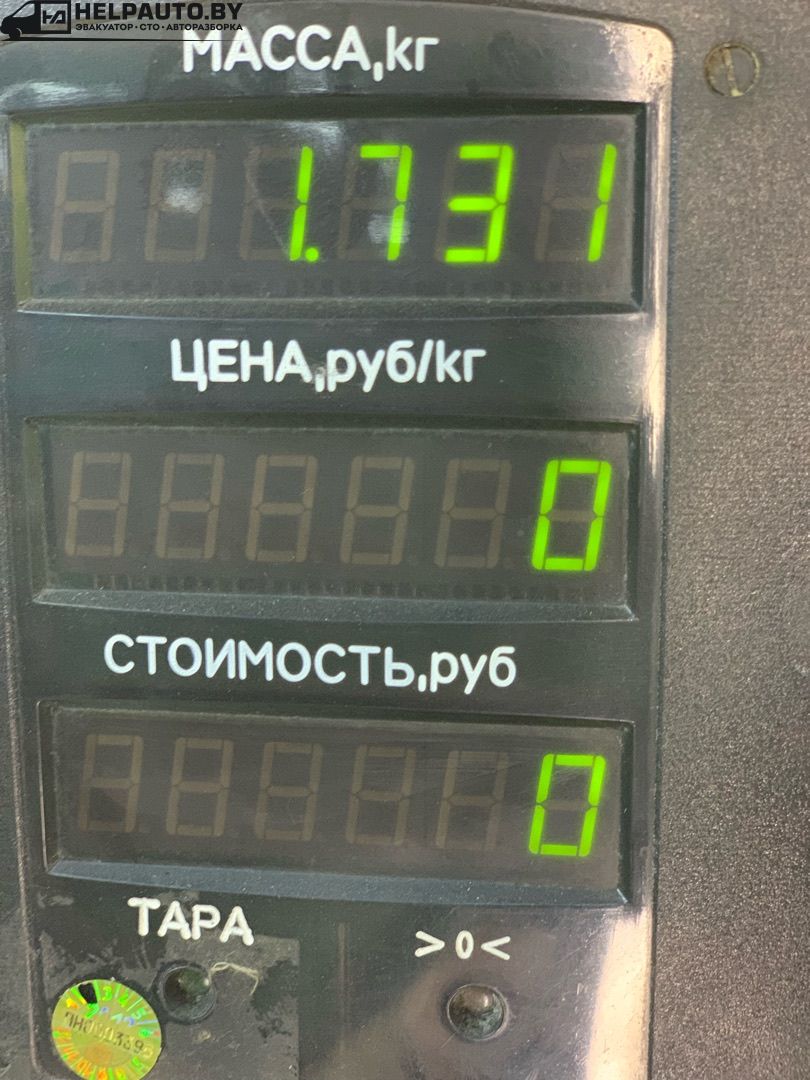 HELPAUTO.BY
ЭВАКУАТОР • СТО • АВТОРАЗБОРКА
МАССА,кг
1.731
ЦЕНА,руб/кг
0
СТОИМОСТЬ,руб
0
ТАРА
>0<